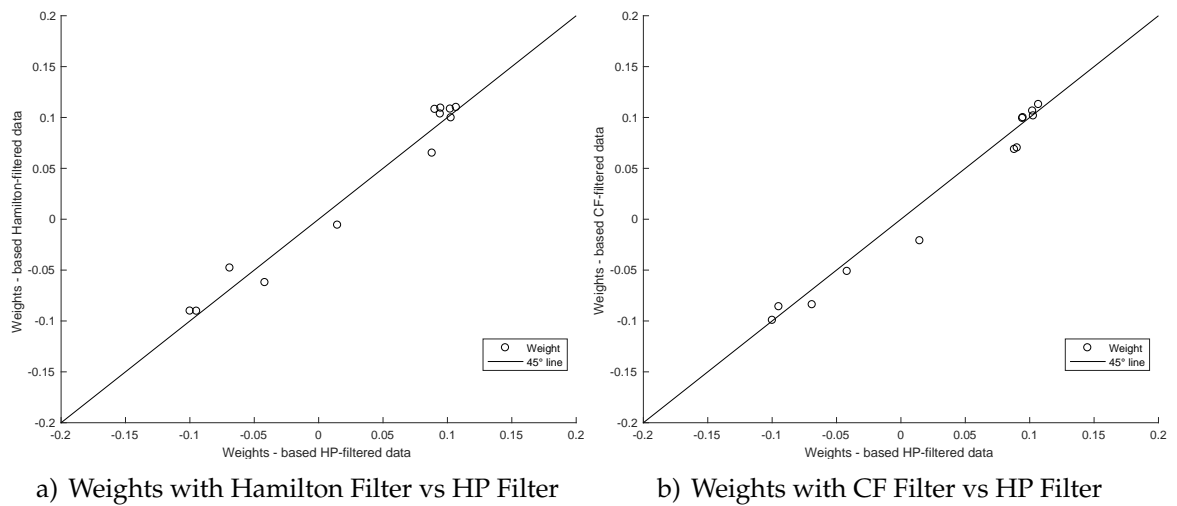 0.2
0.15
0.1
0.05
0
-0.05
-0.1
-0.15
-0.2
Weights - based Hamilton-filtered data
-0.2 -0.15 -0.1 -0.05 0 0.05 0.1 0.15 0.2
Weights - based HP-filtered data
Weight
45° line
a) Weights with Hamilton Filter vs HP Filter
0.2
0.15
0.1
0.05
0
-0.05
-0.1
-0.15
-0.2
Weights - based CF-filtered data
-0.2 -0.15 -0.1 -0.05 0 0.05 0.1 0.15 0.2
Weights - based HP-filtered data
Weight
45° line
b) Weights with CF Filter vs HP Filter